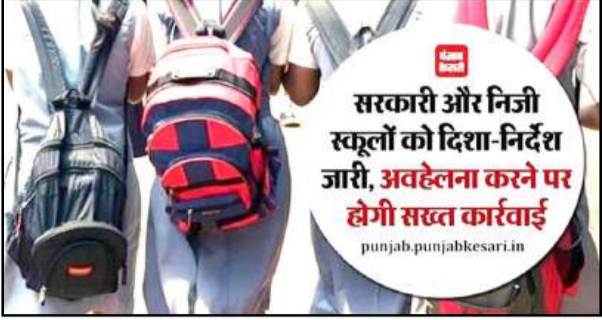 पंजाब
केसरी
सरकारी और निजी
स्कूलों को दिशा-निर्देश
जारी, अवहेलना करने पर
होगी सख्त कार्रवाई
punjab.punjabkesari.in